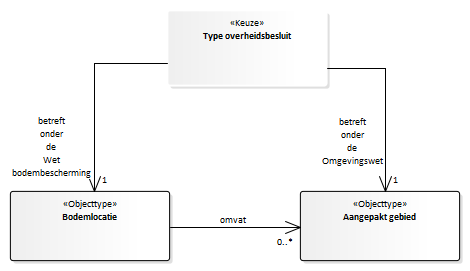 «Keuze»
Type overheidsbesluit
betreft
onder
de
Wet
bodembescherming
1
betreft
onder
de
Omgevingswet
1
«Objecttype»
Bodemlocatie
omvat
0..*
«Objecttype»
Aangepakt gebied